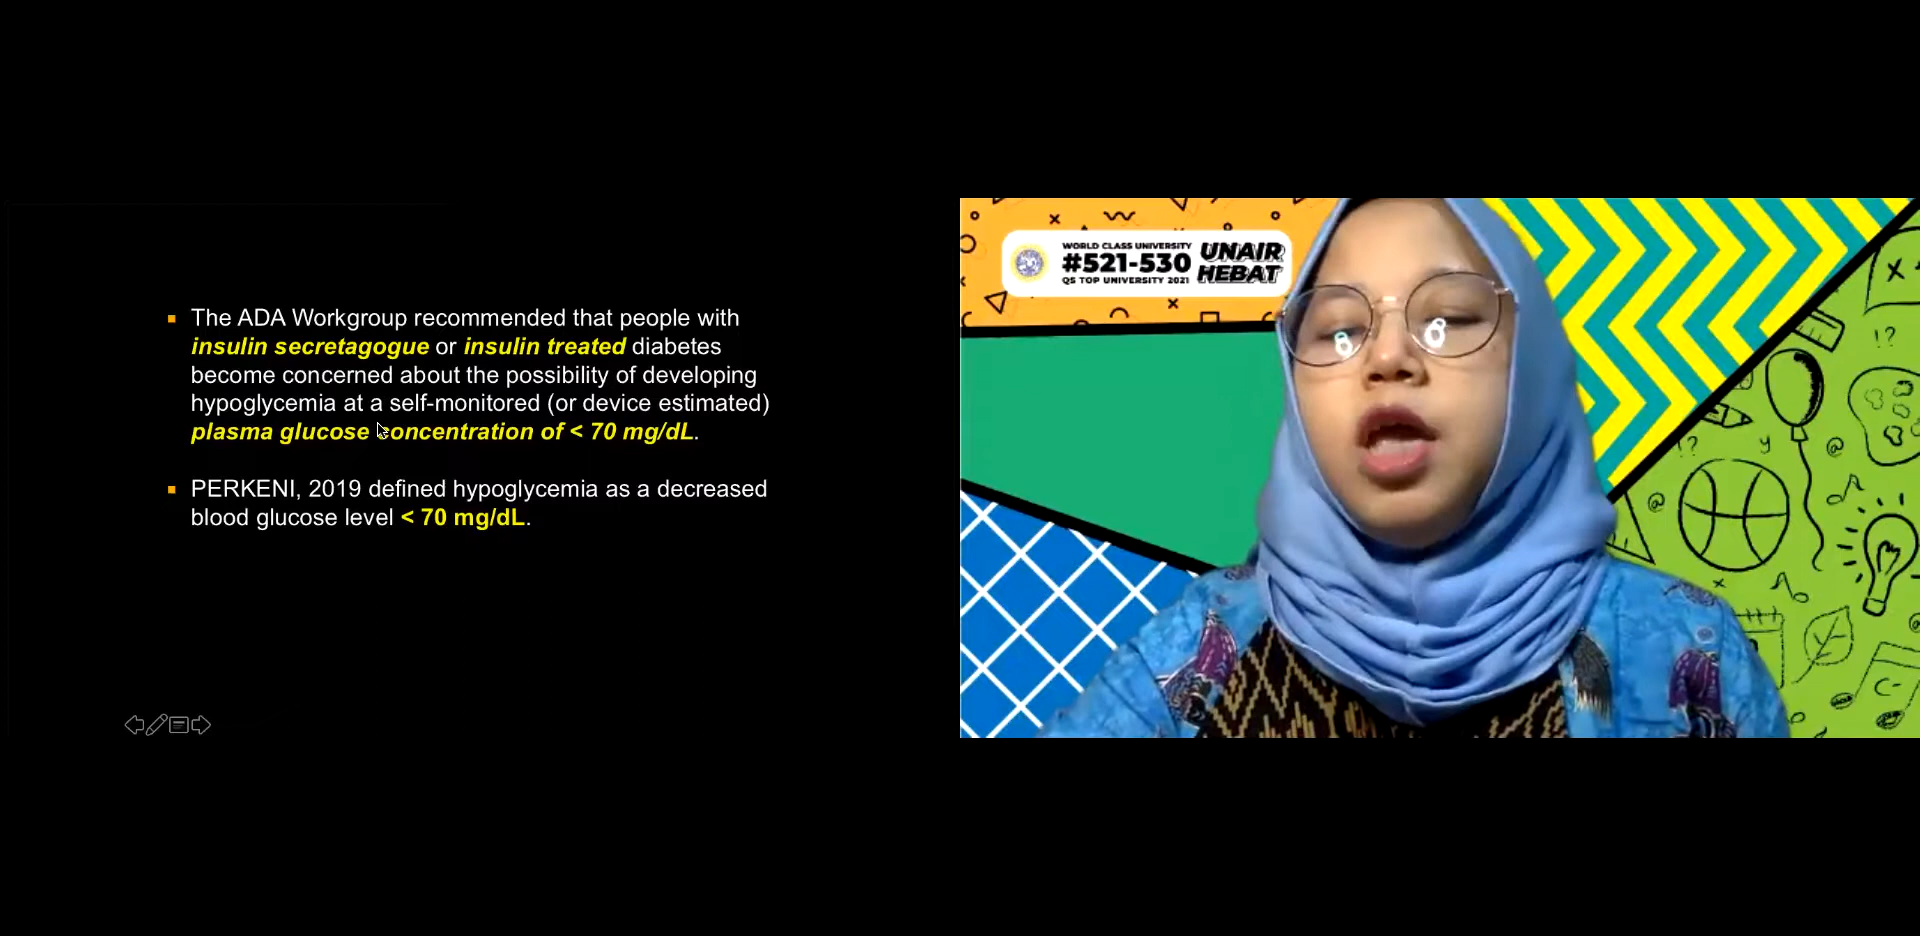 The ADA Workgroup recommended that people with
insulin secretagogue or insulin treated diabetes
become concerned about the possibility of developing
hypoglycemia at a self-monitored (or device estimated)
plasma glucose concentration of < 70 mg/dL.
PERKENI, 2019 defined hypoglycemia as a decreased
blood glucose level < 70 mg/dL.
WORLD CLASS UNIVERSITY
#521-530
QS TOP UNIVERSITY 2021
UNAIR
HEBAT